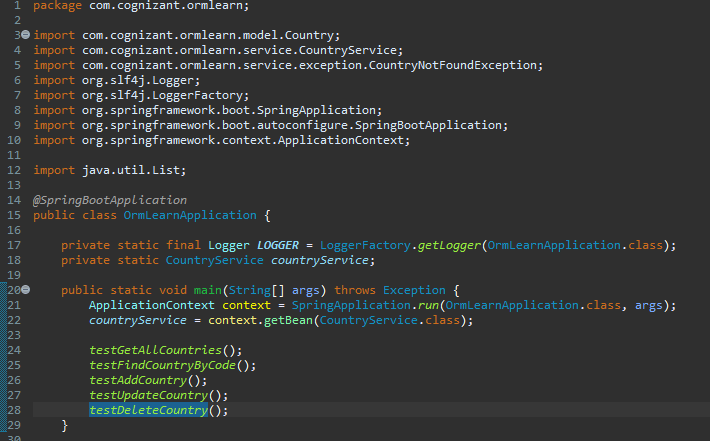 1 package com.cognizant.ormlearn;
2
3 import com.cognizant.ormlearn.model.Country;
4 import com.cognizant.ormlearn.service.CountryService;
5 import com.cognizant.ormlearn.service.exception.CountryNotFoundException;
6 import org.slf4j.Logger;
7 import org.slf4j.LoggerFactory;
8 import org.springframework.boot.SpringApplication;
9 import org.springframework.boot.autoconfigure.SpringBootApplication;
10 import org.springframework.context.ApplicationContext;
11
12 import java.util.List;
13
14 @SpringBootApplication
15 public class OrmLearnApplication {
16
17     private static final Logger LOGGER = LoggerFactory.getLogger(OrmLearnApplication.class);
18     private static CountryService countryService;
19
20     public static void main(String[] args) throws Exception {
21         ApplicationContext context = SpringApplication.run(OrmLearnApplication.class, args);
22         countryService = context.getBean(CountryService.class);
23
24         testGetAllCountries();
25         testFindCountryByCode();
26         testAddCountry();
27         testUpdateCountry();
28         testDeleteCountry();
29     }
30